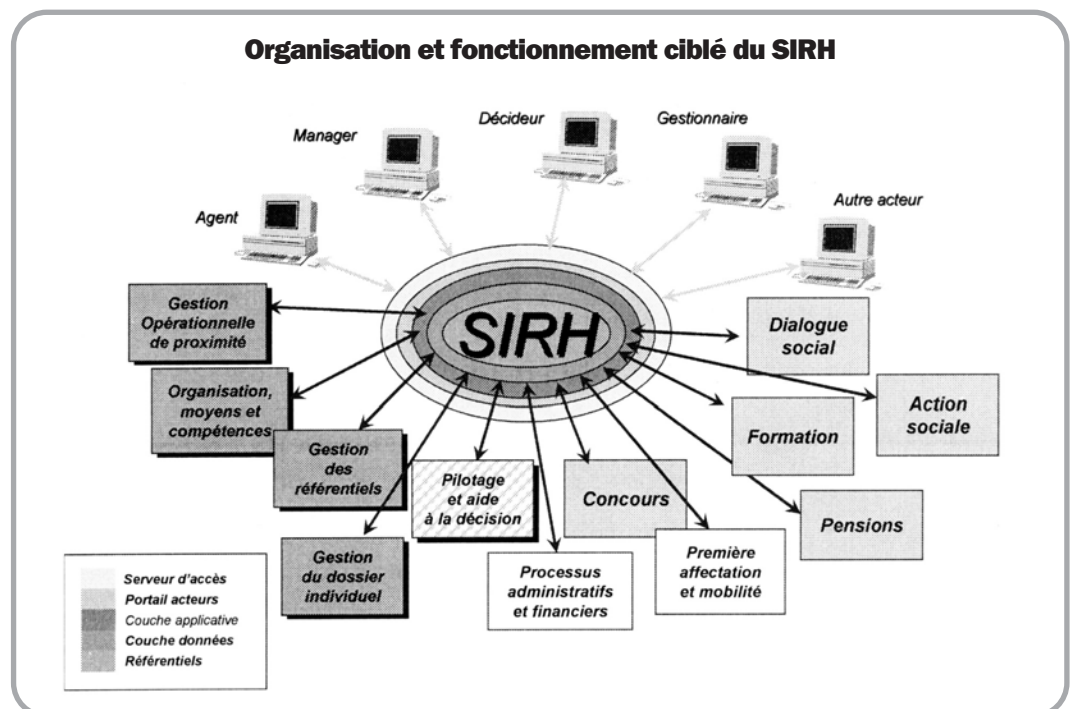 Organisation et fonctionnement ciblé du SIRH
Manager
Décideur
Gestionnaire
Agent
Autre acteur
SIRH
Gestion
Opérationnelle
de proximité
Organisation,
moyens et
compétences
Gestion
des
référentiels
Gestion
du dossier
individuel
Pilotage
et aide
à la décision
Processus
administratifs
et financiers
Concours
Première
affectation
et mobilité
Formation
Pensions
Dialogue
social
Action
sociale
Serveur d'accès
Portail acteurs
Couche applicative
Couche données
Référentiels